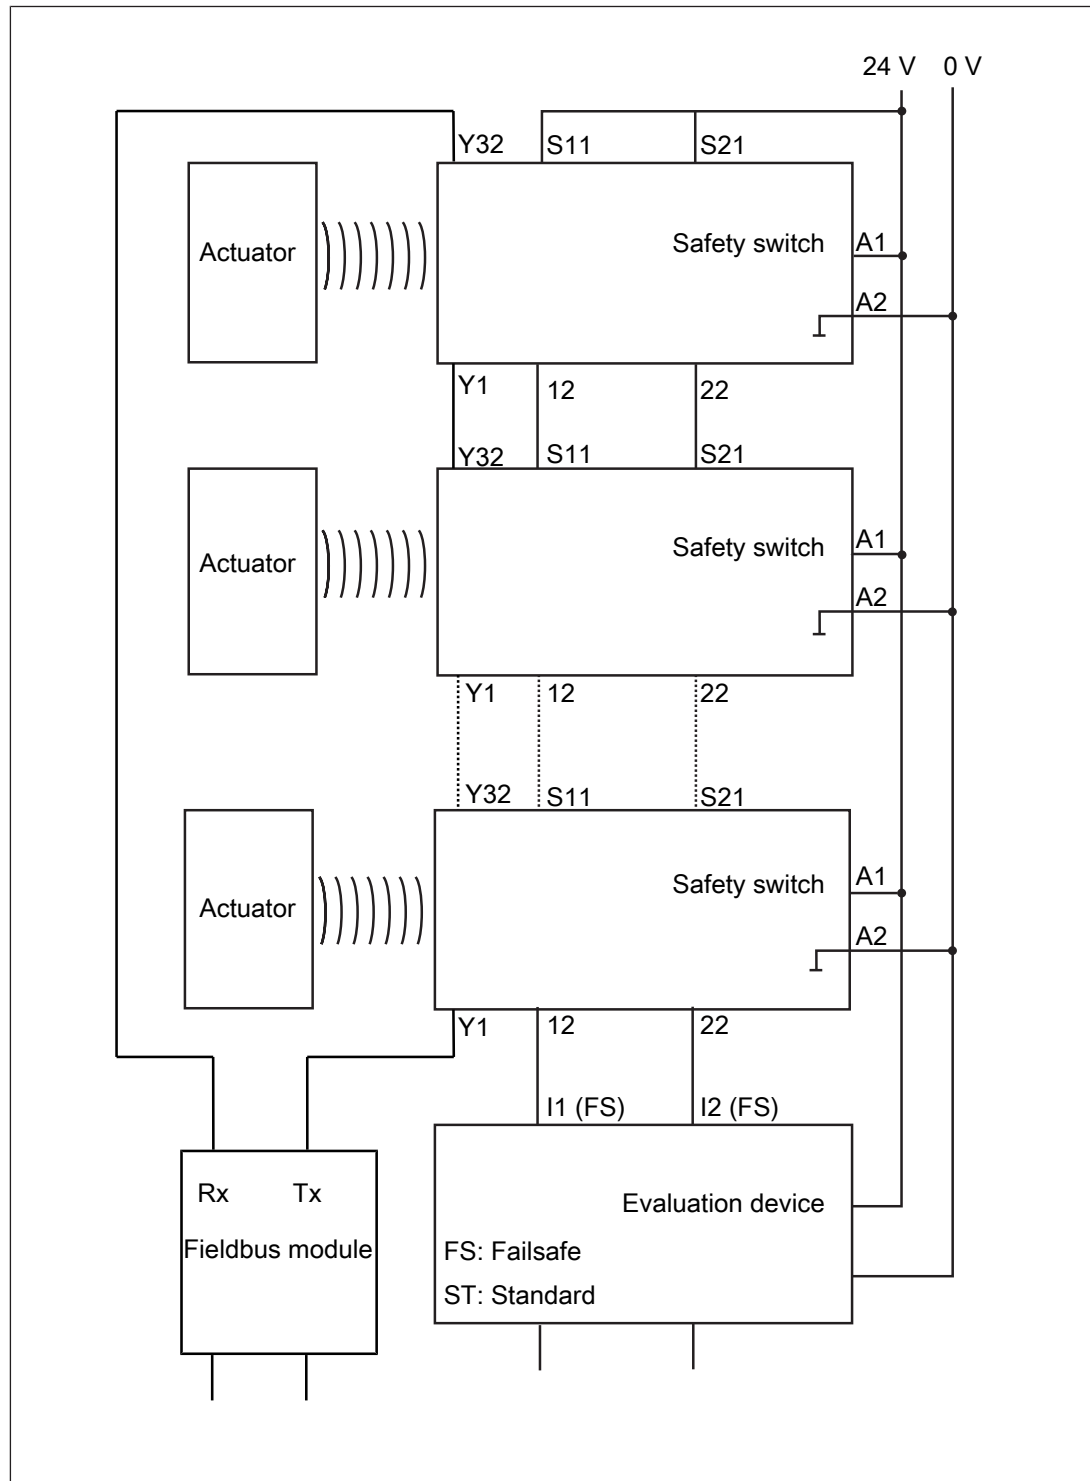 24 V 0 V
Y32 S11 S21
Actuator
Safety switch
A1
A2
Y1 12 22
Y32 S11 S21
Actuator
Safety switch
A1
A2
Y1 12 22
Y32 S11 S21
Actuator
Safety switch
A1
A2
Y1 12 22
I1 (FS) I2 (FS)
Rx Tx
Fieldbus module
Evaluation device
FS: Failsafe
ST: Standard